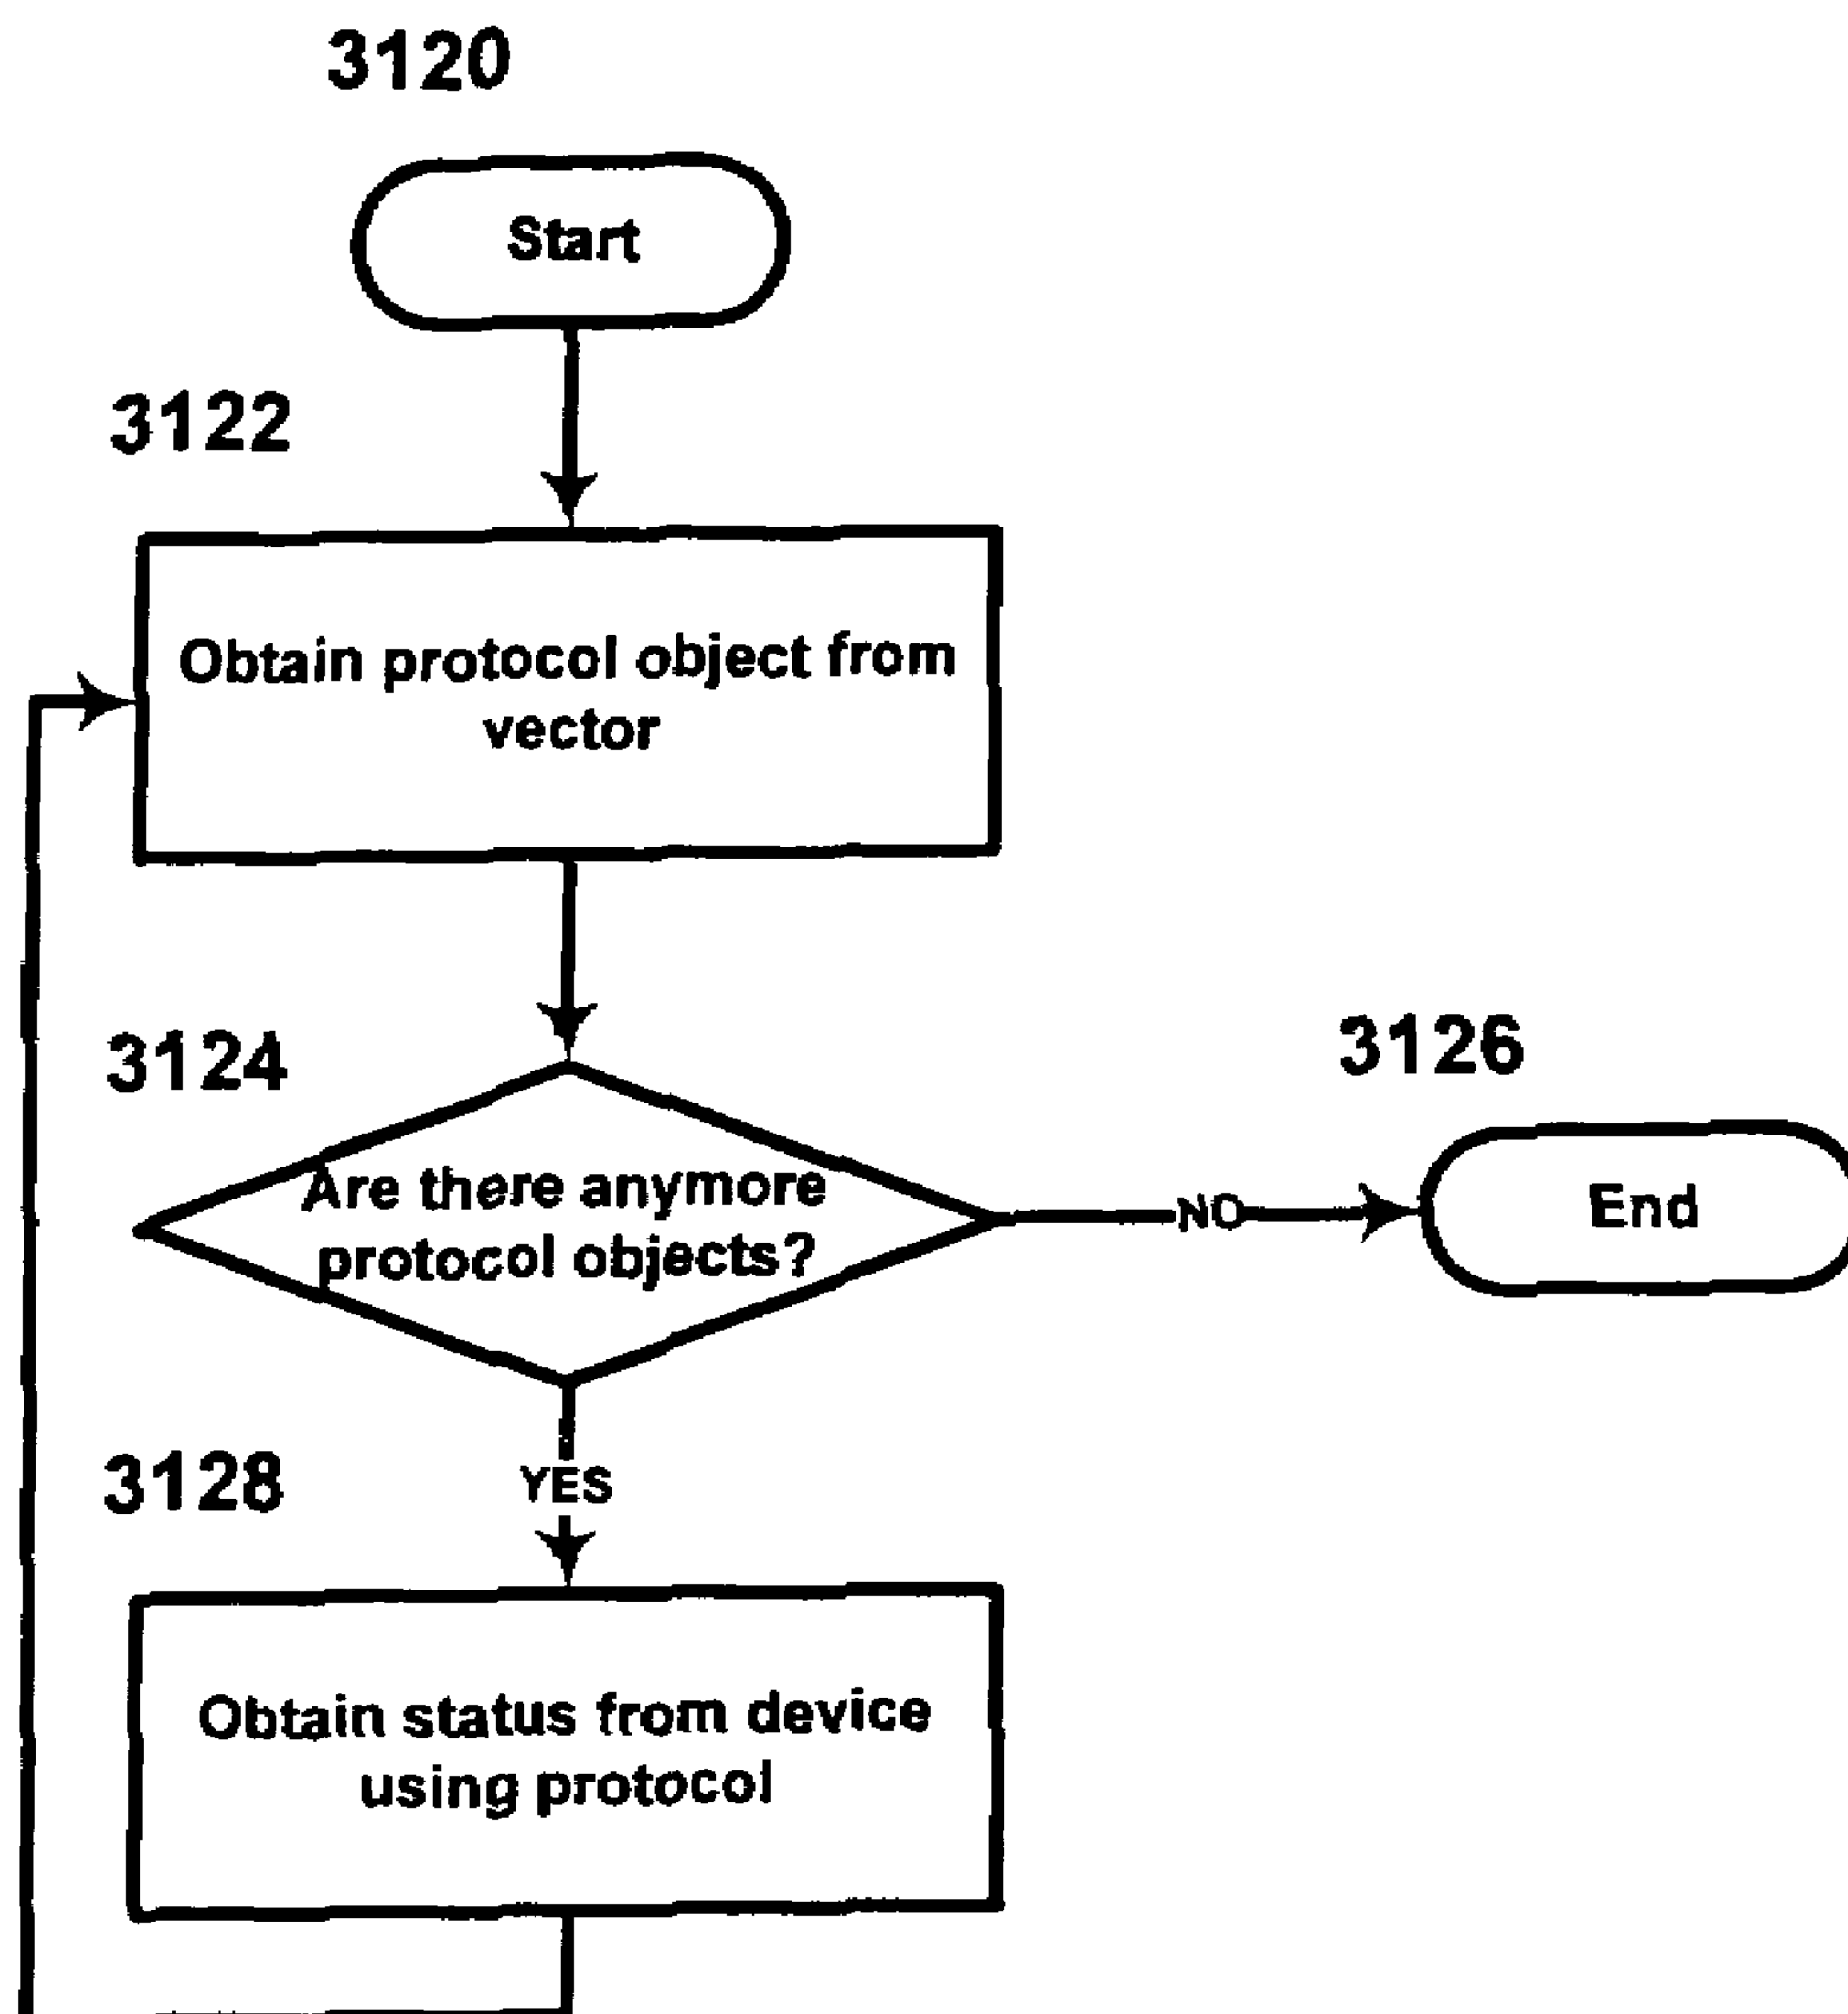 3120
Start
3122
Obtain protocol object from
vector
3124
Are there anymore
protocol objects?
NO
3126
End
YES
3128
Obtain status from device
using protocol